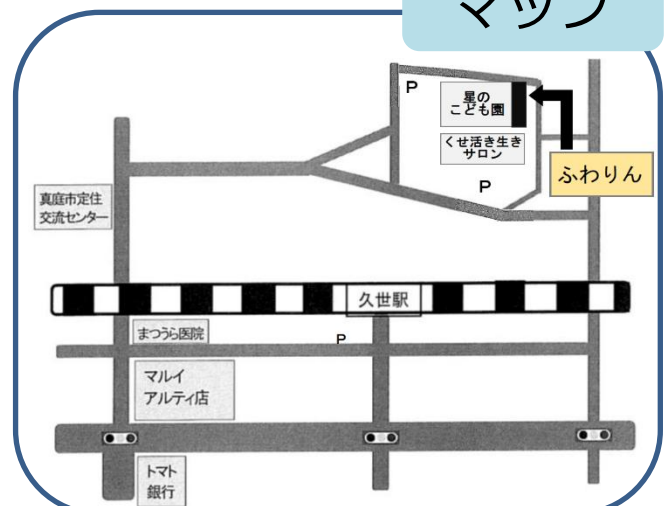 マップ
P
星の
こども園
くせ活き生き
サロン
ふわりん
P
真庭市定住
交流センター
久世駅
まつうら医院
P
マルイ
アルティ店
トマト
銀行